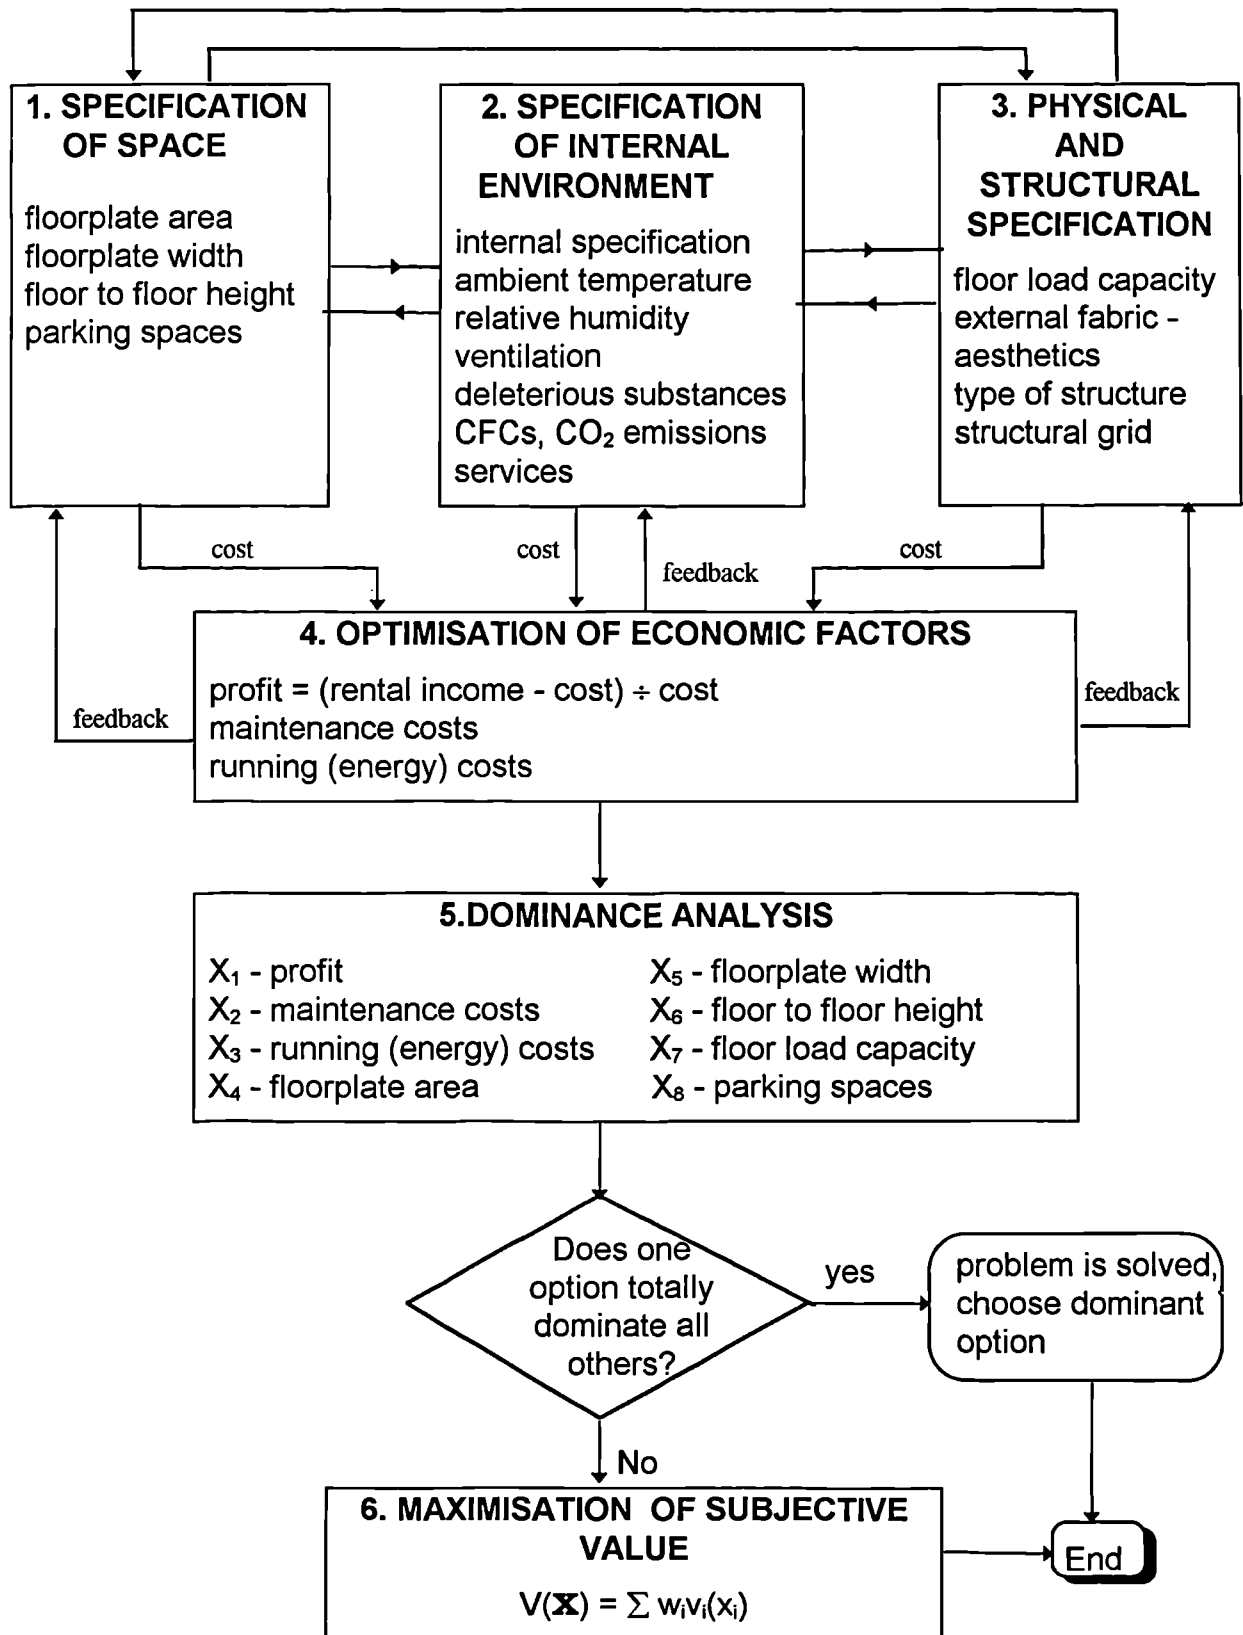 1. SPECIFICATION
OF SPACE
floorplate area
floorplate width
floor to floor height
parking spaces
2. SPECIFICATION
OF INTERNAL
ENVIRONMENT
internal specification
ambient temperature
relative humidity
ventilation
deleterious substances
CFCs, CO₂ emissions
services
3. PHYSICAL
AND
STRUCTURAL
SPECIFICATION
floor load capacity
external fabric -
aesthetics
type of structure
structural grid
cost
cost
feedback
cost
4. OPTIMISATION OF ECONOMIC FACTORS
profit = (rental income - cost) ÷ cost
maintenance costs
running (energy) costs
feedback
feedback
5.DOMINANCE ANALYSIS
X₁ - profit
X₂ - maintenance costs
X₃ - running (energy) costs
X₄ - floorplate area
X₅ - floorplate width
X₆ - floor to floor height
X₇ - floor load capacity
X₈ - parking spaces
Does one
option totally
dominate all
others?
yes
problem is solved,
choose dominant
option
No
6. MAXIMISATION OF SUBJECTIVE
VALUE
V(X) = ∑ wᵢvᵢ(xᵢ)
End